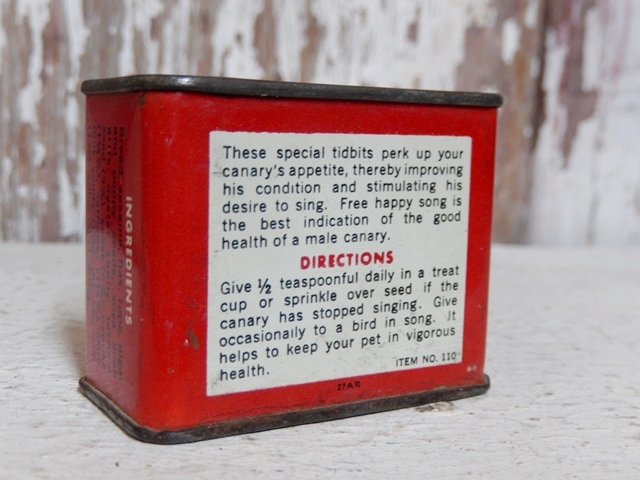 These special tidbits perk up your
canary's appetite, thereby improving
his condition and stimulating his
desire to sing. Free happy song is
the best indication of the good
health of a male canary.
DIRECTIONS
Give ½ teaspoonful daily in a treat
cup or sprinkle over seed if the
canary has stopped singing. Give
occasionally to a bird in song. It
helps to keep your pet in vigorous
health.
ITEM NO. 110
INGREDIENTS